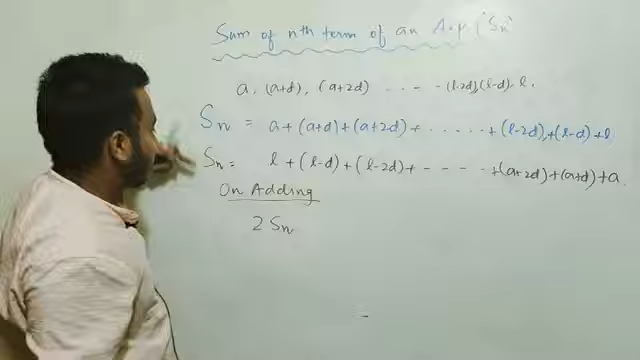 Sum of nth term of an A.P. ('Sn')
a, (a+d), (a+2d) ..... (l-2d), (l-d), l.
Sn = a + (a+d) + (a+2d) + ...... + (l-2d) + (l-d) + l
Sn = l + (l-d) + (l-2d) + - - - - + (a+2d) + (a+d) + a.
On Adding
2 Sn